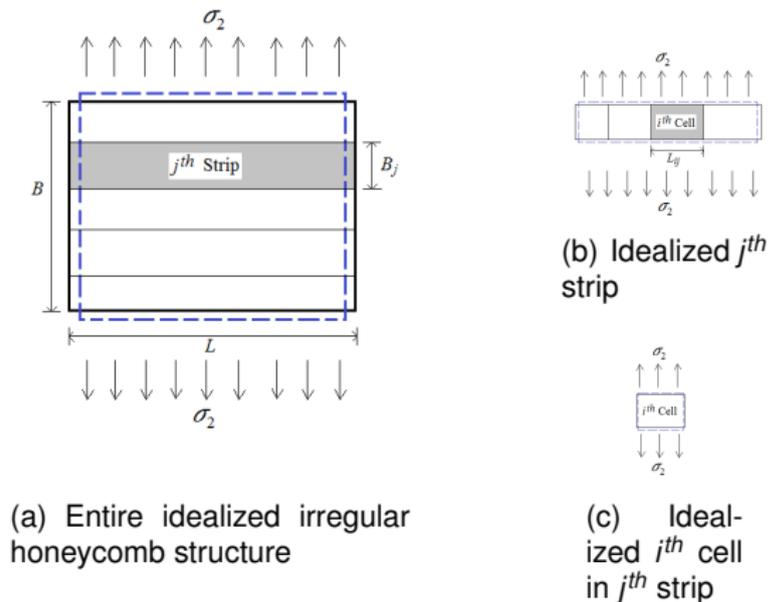 σ₂
jᵗʰ Strip
B
Bⱼ
L
σ₂
(a) Entire idealized irregular
honeycomb structure
σ₂
iᵗʰ Cell
Lᵢⱼ
σ₂
(b) Idealized jᵗʰ
strip
σ₂
iᵗʰ Cell
σ₂
(c) Ideal-
ized iᵗʰ cell
in jᵗʰ strip